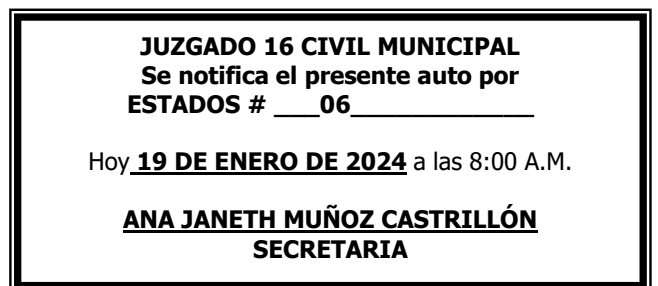 JUZGADO 16 CIVIL MUNICIPAL
Se notifica el presente auto por
ESTADOS # ___06____________
Hoy 19 DE ENERO DE 2024 a las 8:00 A.M.
ANA JANETH MUÑOZ CASTRILLÓN
SECRETARIA